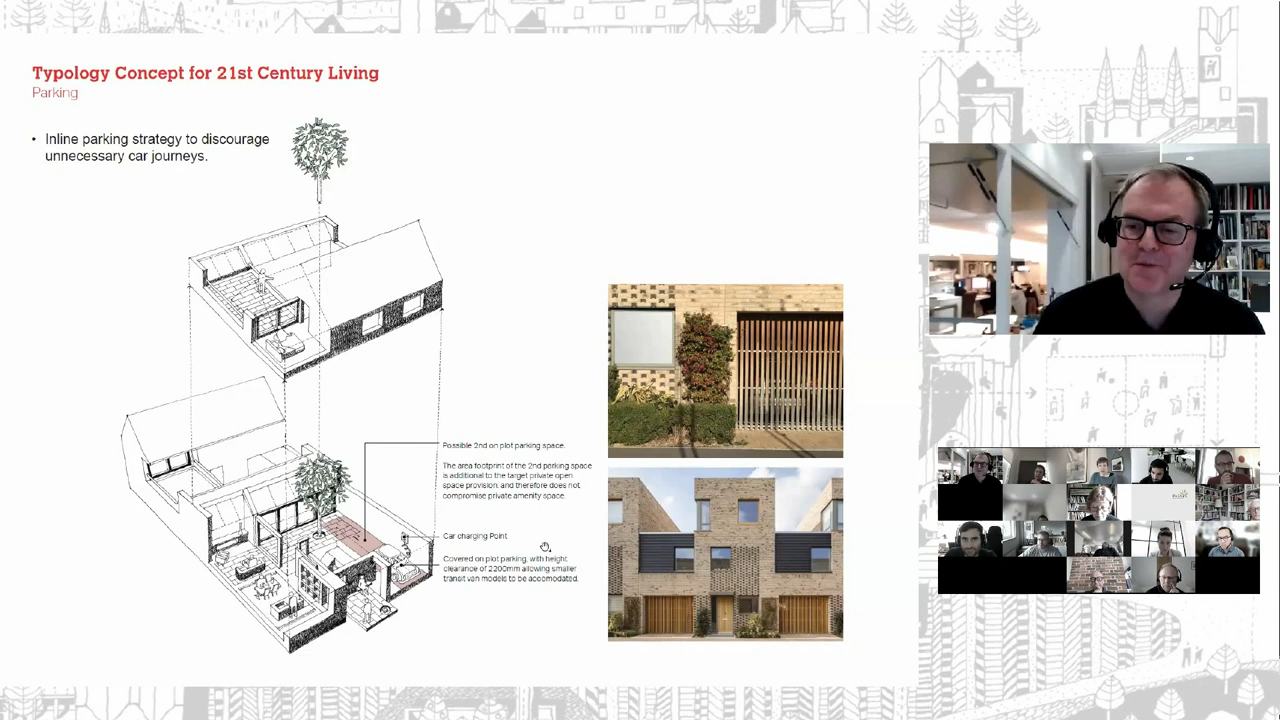 Typology Concept for 21st Century Living
Parking
• Inline parking strategy to discourage
unnecessary car journeys.
Possible 2nd on plot parking space.
The area footprint of the 2nd parking space
is additional to the target private open
space provision, and therefore does not
compromise private amenity space.
Car charging Point
Covered on plot parking, with height
clearance of 2200mm allowing smaller
transit van models to be accomodated.